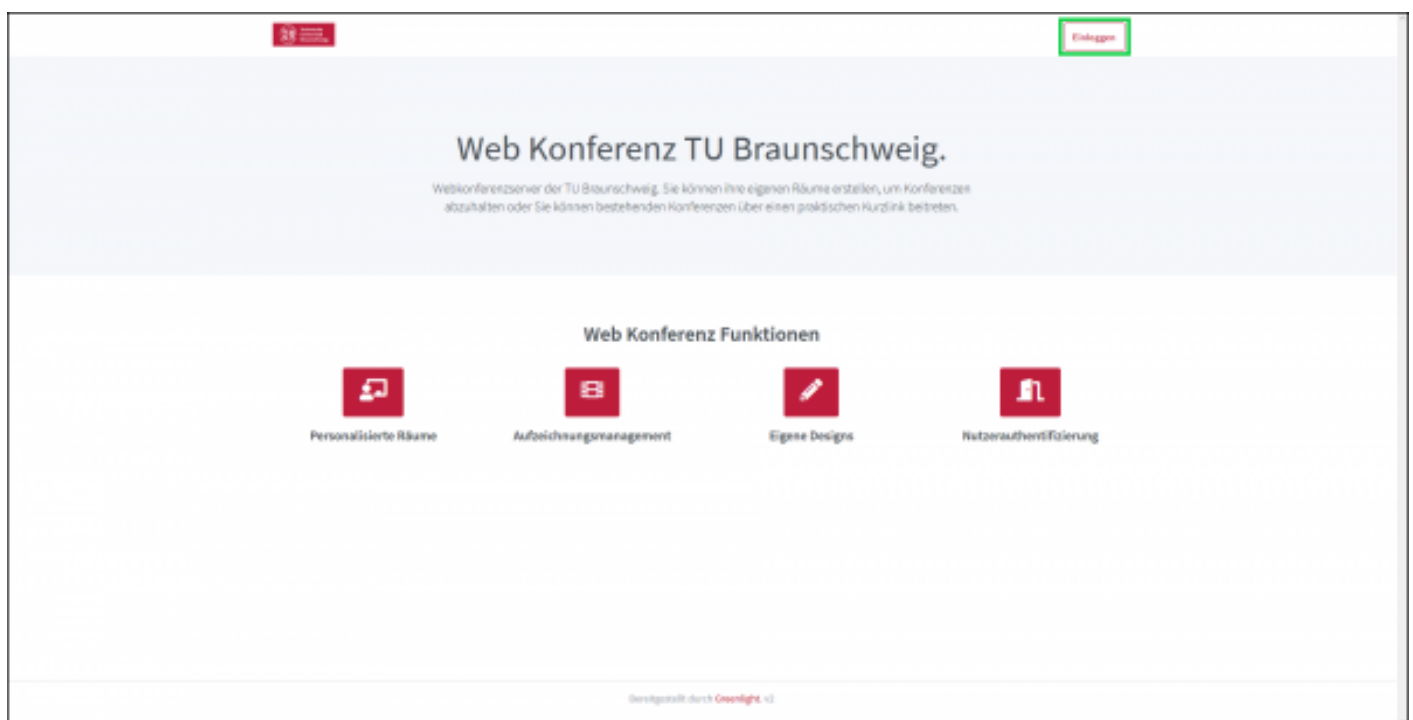 Einloggen
Web Konferenz TU Braunschweig.
Webkonferenzserver der TU Braunschweig. Sie können ihre eigenen Räume erstellen, um Konferenzen
abzuhalten oder Sie können bestehenden Konferenzen über einen praktischen Kurzlink beitreten.
Web Konferenz Funktionen
Personalisierte Räume
Aufzeichnungsmanagement
Eigene Designs
Nutzerauthentifizierung
Bereitgestellt durch Greenlight.